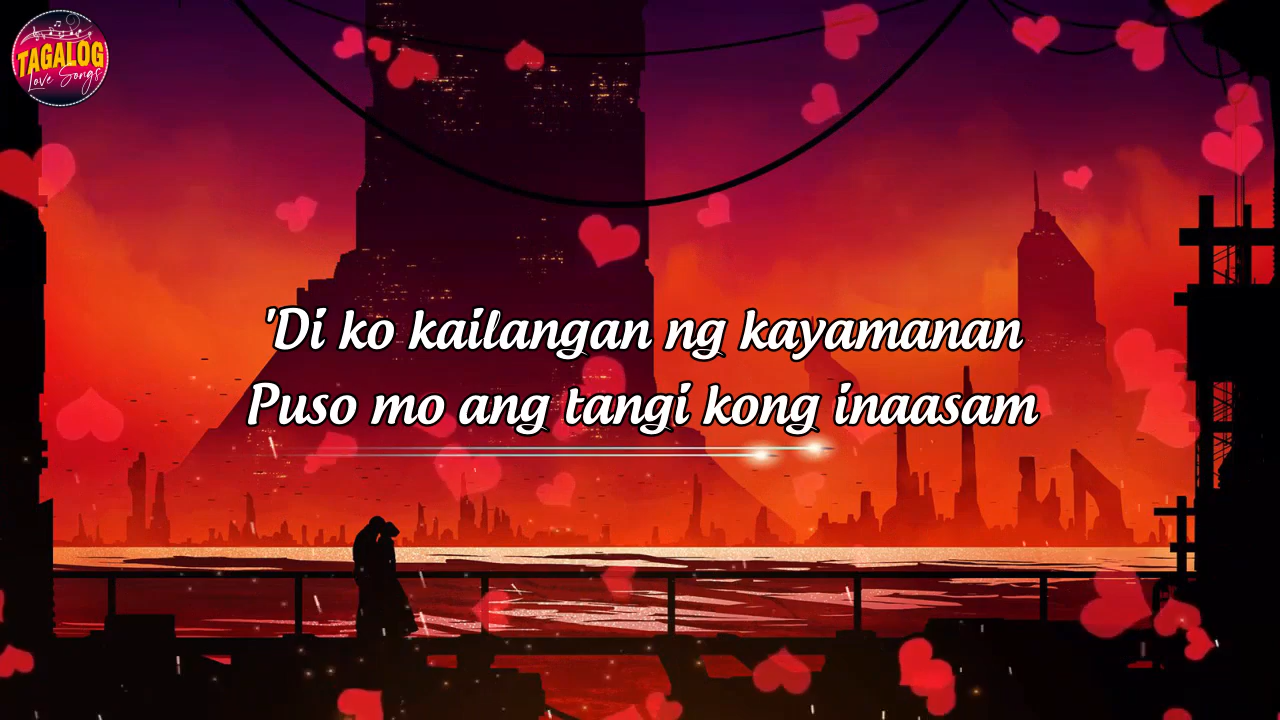 TAGALOG
Love Songs
'Di ko kailangan ng kayamanan
Puso mo ang tangi kong inaasam